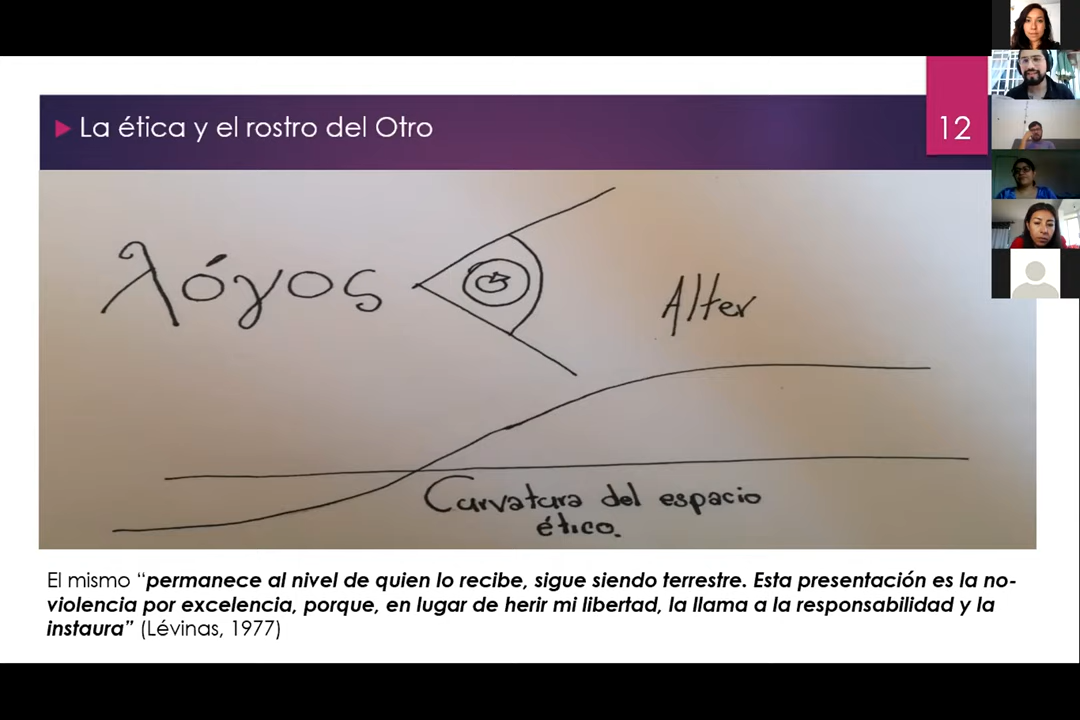 La ética y el rostro del Otro
12
λόγος
Alter
Curvatura del espacio
ético.
El mismo “permanece al nivel de quien lo recibe, sigue siendo terrestre. Esta presentación es la no-
violencia por excelencia, porque, en lugar de herir mi libertad, la llama a la responsabilidad y la
instaura” (Lévinas, 1977)